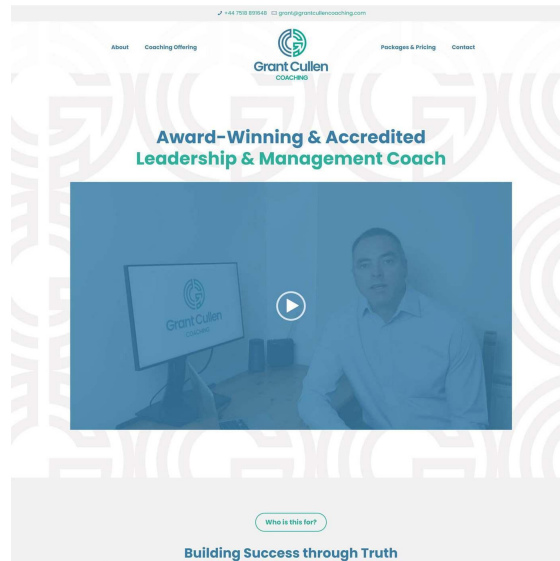 +44 7518 891648 grant@grantcullencoaching.com
About Coaching Offering Packages & Pricing Contact
Grant Cullen
COACHING
Award-Winning & Accredited
Leadership & Management Coach
Grant Cullen
COACHING
Who is this for?
Building Success through Truth